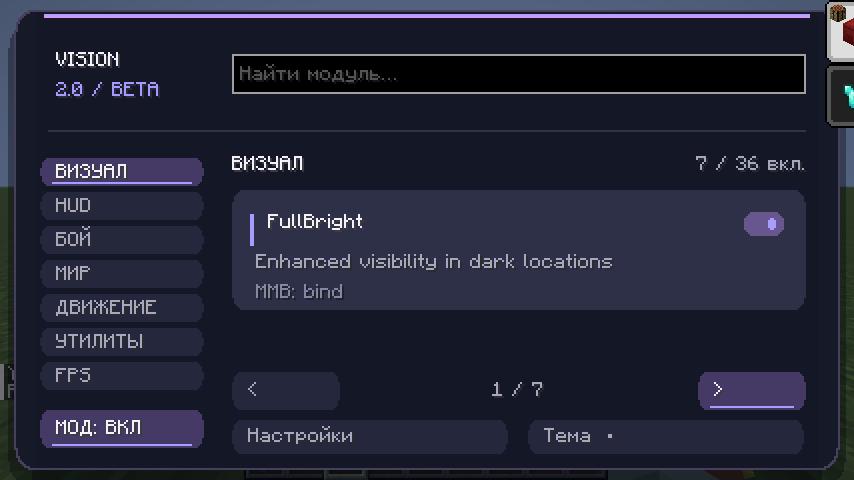 VISION
2.0 / BETA
Найти модуль...
ВИЗУАЛ
HUD
БОЙ
МИР
ДВИЖЕНИЕ
УТИЛИТЫ
FPS
МОД: ВКЛ
ВИЗУАЛ
7 / 36 вкл.
FullBright
Enhanced visibility in dark locations
MMB: bind
<
1 / 7
>
Настройки
Тема •